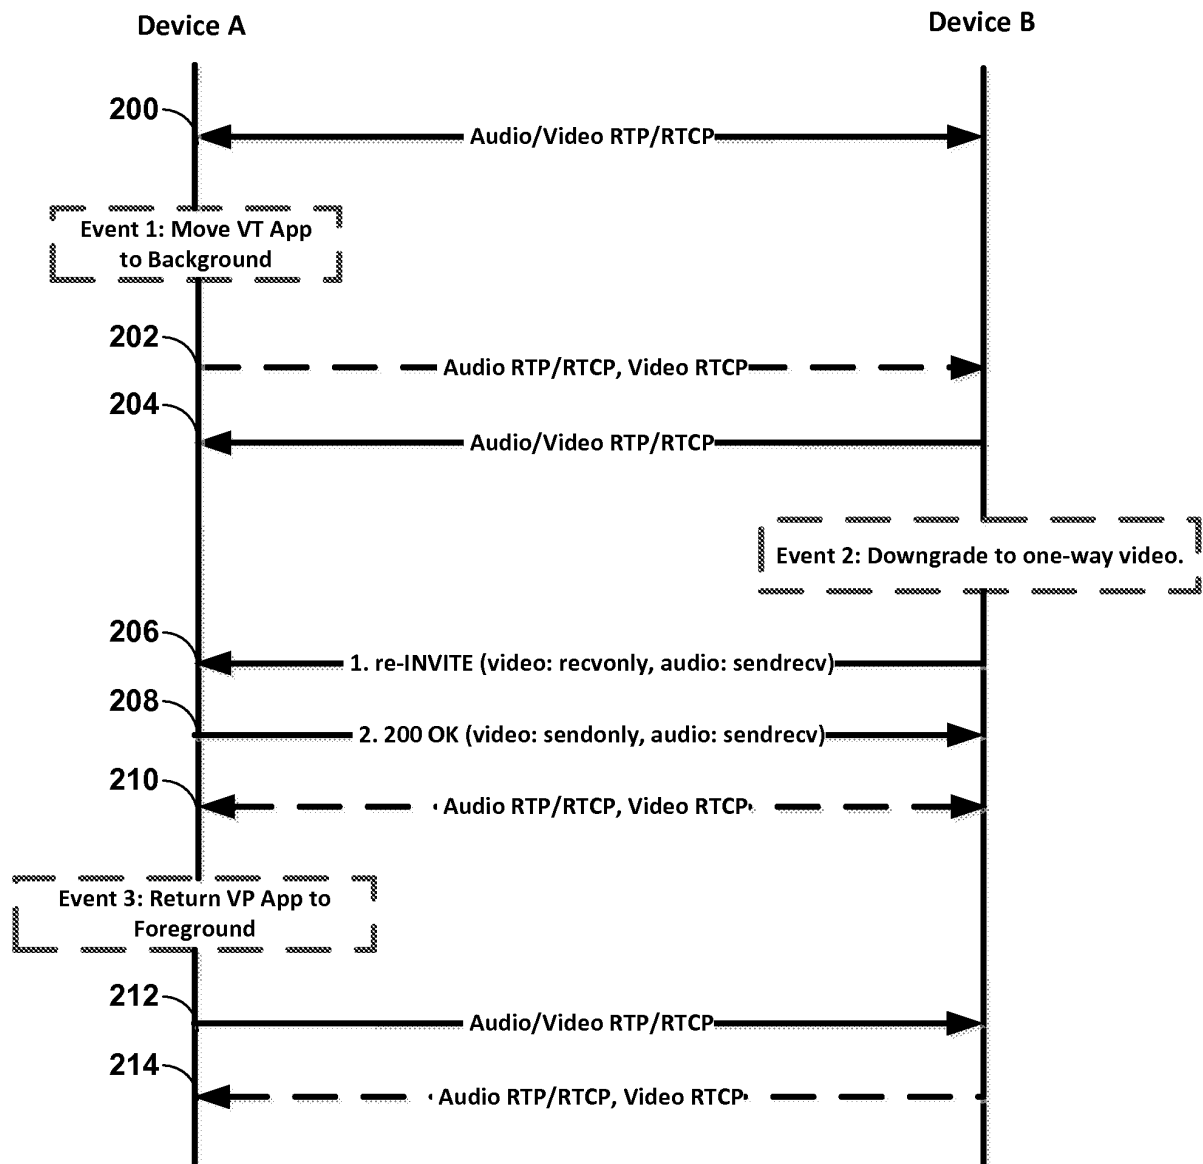 Device A
Device B
200
Audio/Video RTP/RTCP
Event 1: Move VT App
to Background
202
Audio RTP/RTCP, Video RTCP
204
Audio/Video RTP/RTCP
Event 2: Downgrade to one-way video.
206
1. re-INVITE (video: recvonly, audio: sendrecv)
208
2. 200 OK (video: sendonly, audio: sendrecv)
210
Audio RTP/RTCP, Video RTCP
Event 3: Return VP App to
Foreground
212
Audio/Video RTP/RTCP
214
Audio RTP/RTCP, Video RTCP